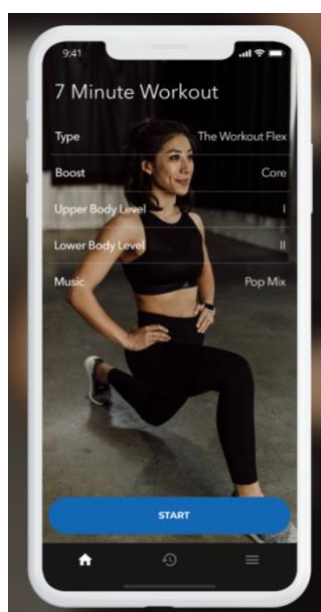 9:41
7 Minute Workout
Type The Workout Flex
Boost Core
Upper Body Level I
Lower Body Level II
Music Pop Mix
START